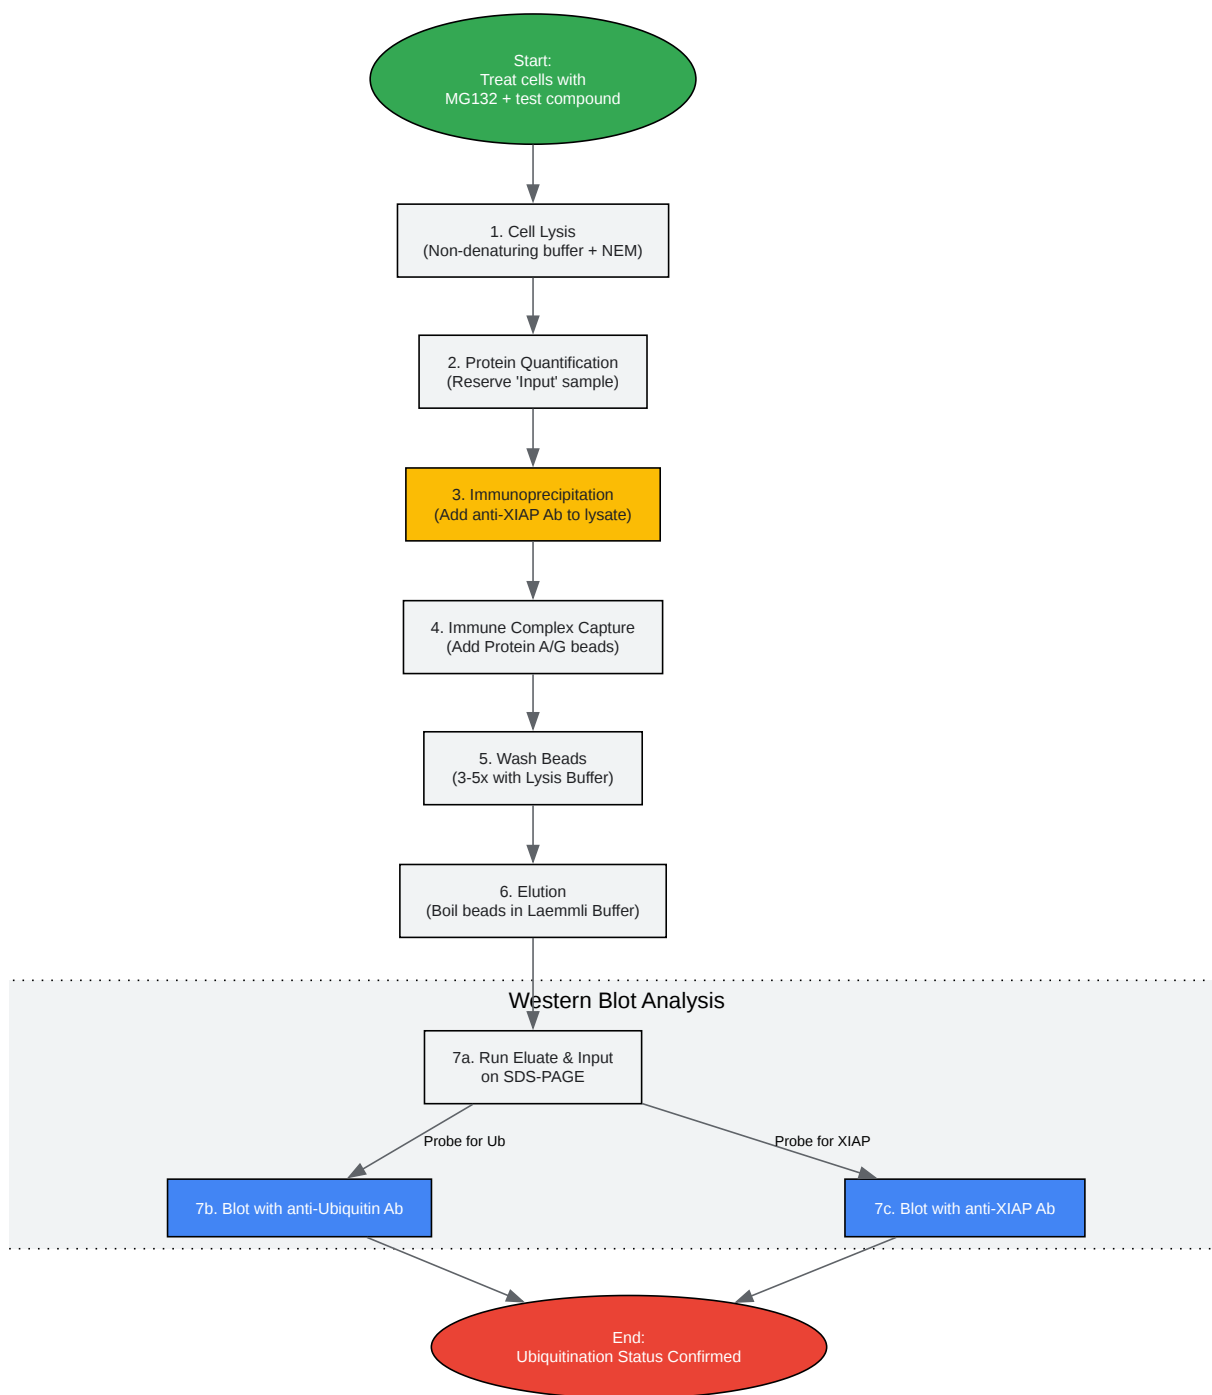 Start:
Treat cells with
MG132 + test compound
1. Cell Lysis
(Non-denaturing buffer + NEM)
2. Protein Quantification
(Reserve 'Input' sample)
3. Immunoprecipitation
(Add anti-XIAP Ab to lysate)
4. Immune Complex Capture
(Add Protein A/G beads)
5. Wash Beads
(3-5x with Lysis Buffer)
6. Elution
(Boil beads in Laemmli Buffer)
Western Blot Analysis
7a. Run Eluate & Input
on SDS-PAGE
Probe for Ub
Probe for XIAP
7b. Blot with anti-Ubiquitin Ab
7c. Blot with anti-XIAP Ab
End:
Ubiquitination Status Confirmed